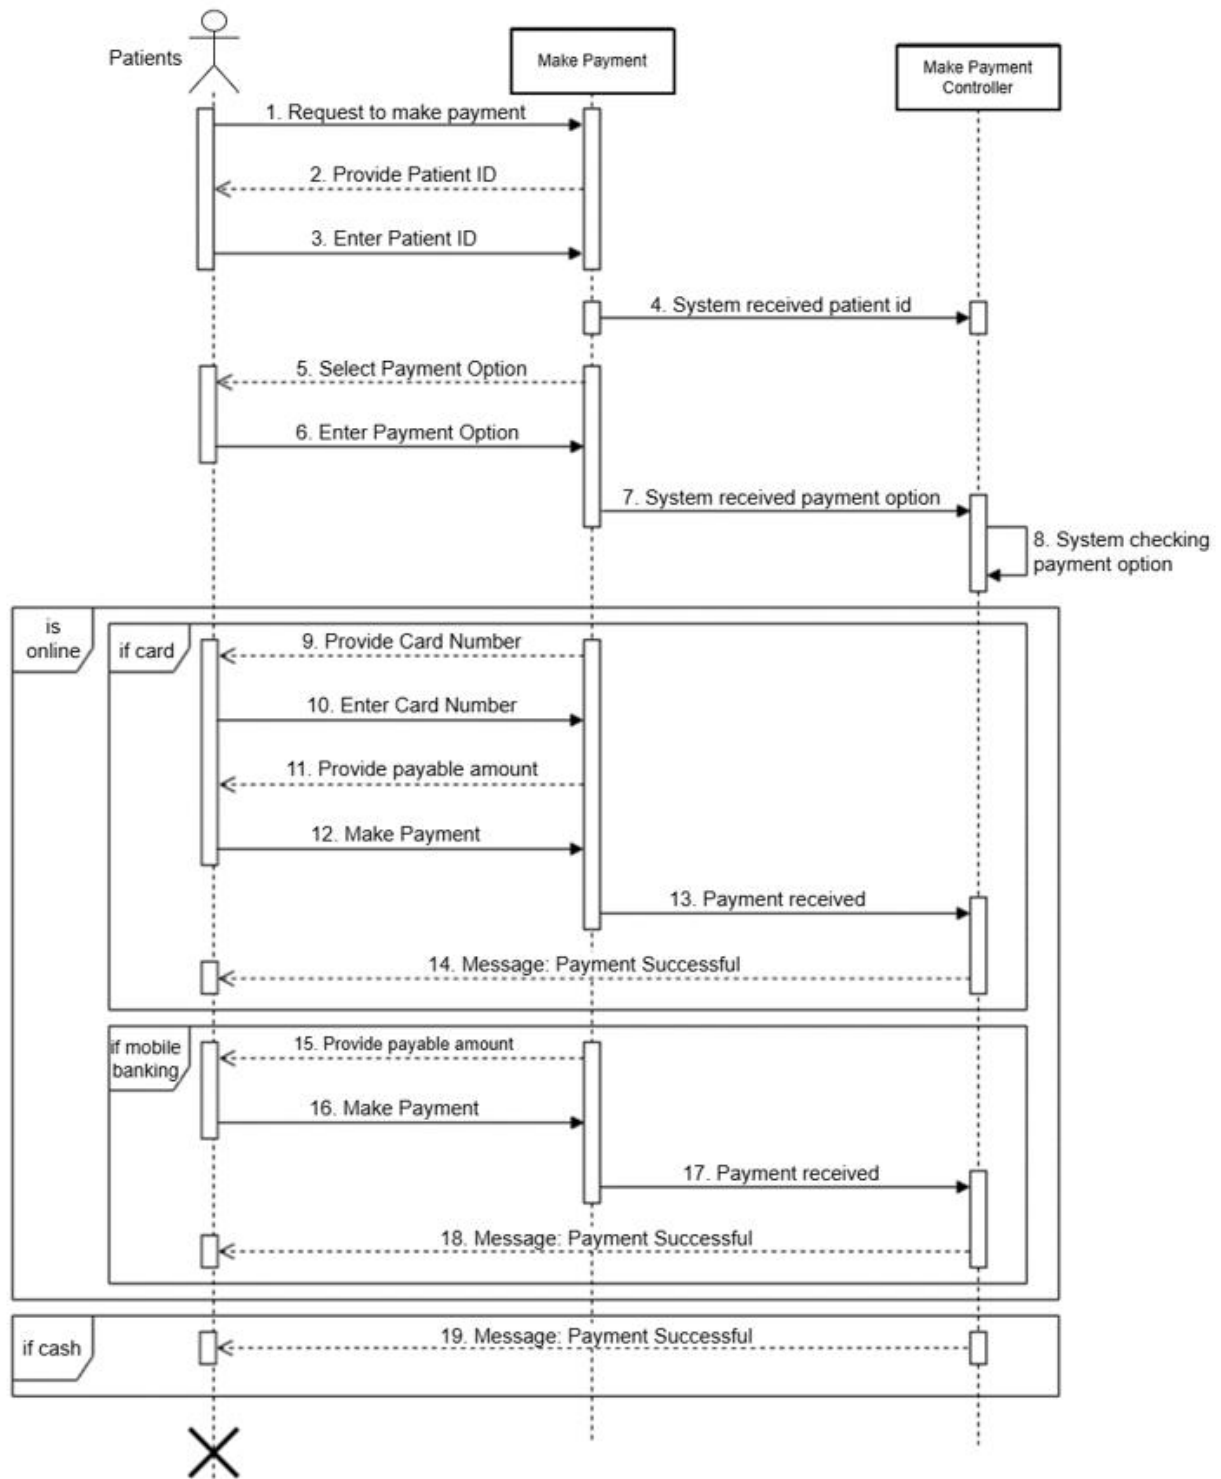 Patients
Make Payment
Make Payment
Controller
1. Request to make payment
2. Provide Patient ID
3. Enter Patient ID
4. System received patient id
5. Select Payment Option
6. Enter Payment Option
7. System received payment option
8. System checking
payment option
is
online
if card
9. Provide Card Number
10. Enter Card Number
11. Provide payable amount
12. Make Payment
13. Payment received
14. Message: Payment Successful
if mobile
banking
15. Provide payable amount
16. Make Payment
17. Payment received
18. Message: Payment Successful
if cash
19. Message: Payment Successful